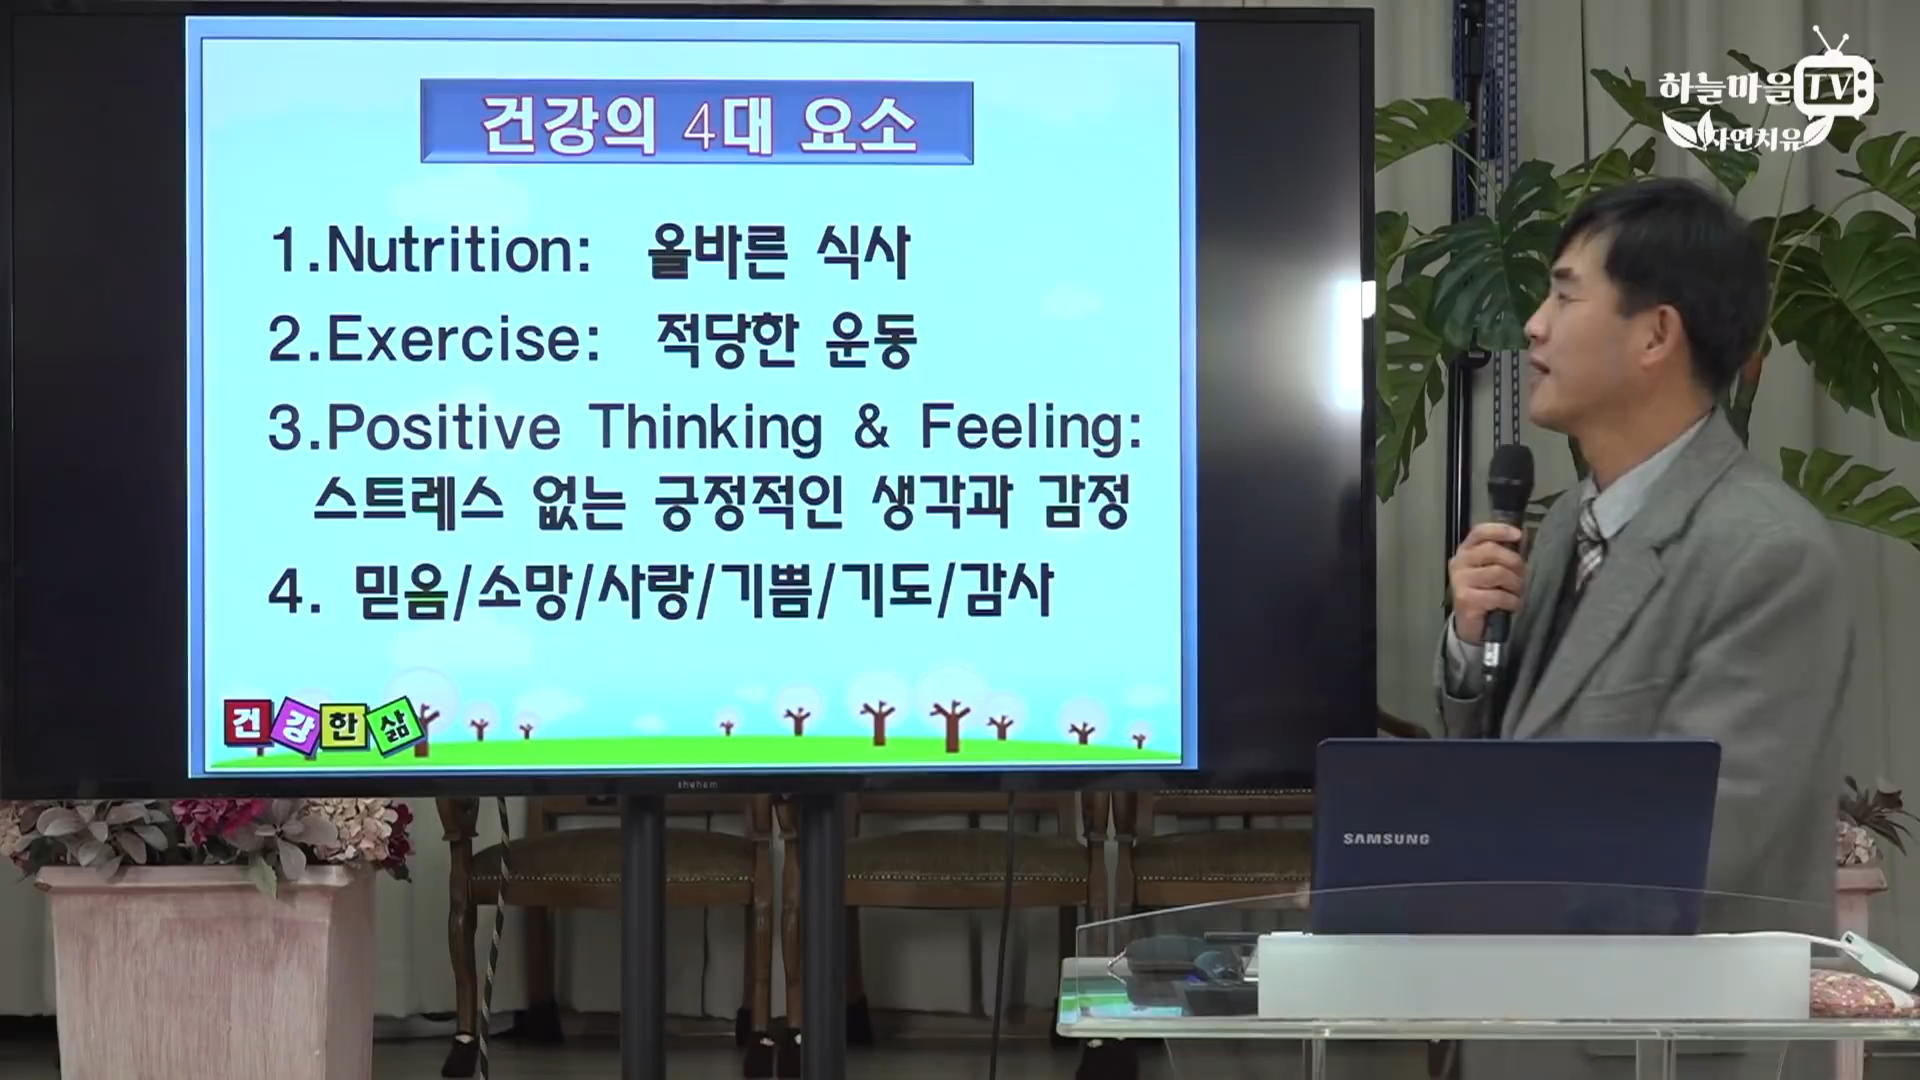 건강의 4대 요소
1.Nutrition: 올바른 식사
2.Exercise: 적당한 운동
3.Positive Thinking & Feeling:
스트레스 없는 긍정적인 생각과 감정
4. 믿음/소망/사랑/기쁨/기도/감사
건강한삶
하늘마을TV
자연치유
thehem
SAMSUNG